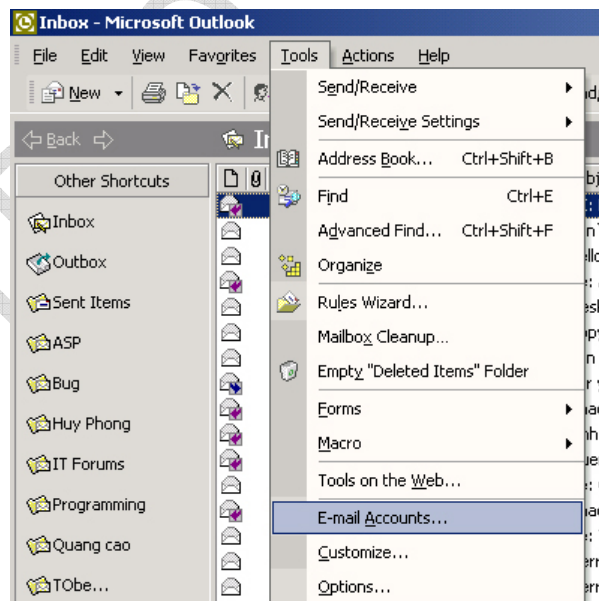 Inbox - Microsoft Outlook
File Edit View Favorites Tools Actions Help
New
Back
Other Shortcuts
Inbox
Outbox
Sent Items
ASP
Bug
Huy Phong
IT Forums
Programming
Quang cao
TObe...
Send/Receive
Send/Receive Settings
Address Book... Ctrl+Shift+B
Find Ctrl+E
Advanced Find... Ctrl+Shift+F
Organize
Rules Wizard...
Mailbox Cleanup...
Empty "Deleted Items" Folder
Forms
Macro
Tools on the Web...
E-mail Accounts...
Customize...
Options...